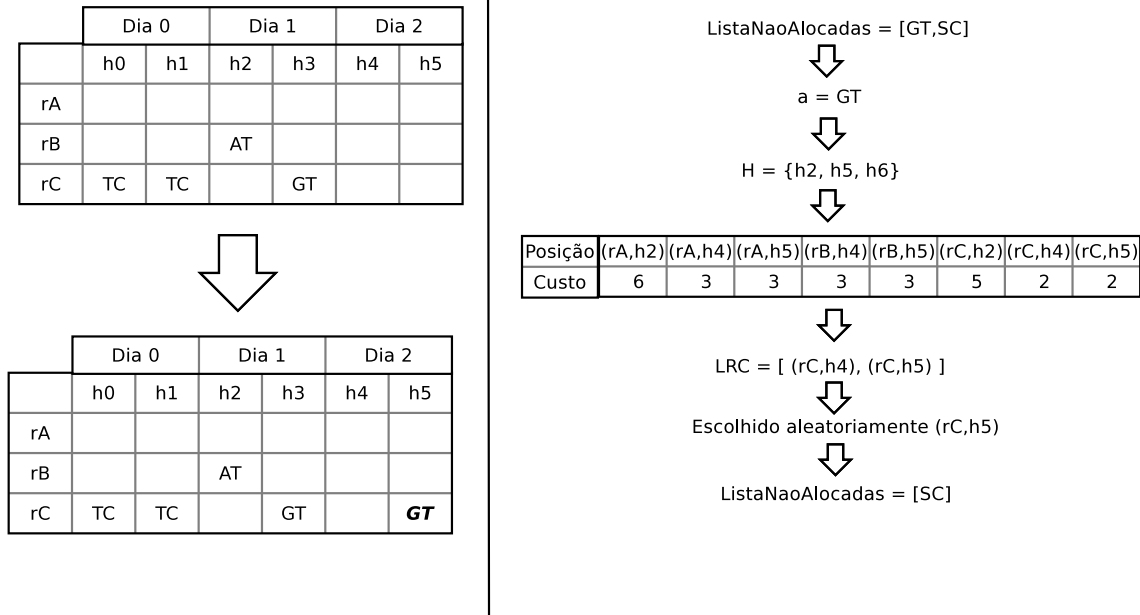 Dia 0 Dia 1 Dia 2
h0 h1 h2 h3 h4 h5
rA
rB AT
rC TC TC GT
Dia 0 Dia 1 Dia 2
h0 h1 h2 h3 h4 h5
rA
rB AT
rC TC TC GT GT
ListaNaoAlocadas = [GT,SC]
a = GT
H = {h2, h5, h6}
Posição (rA,h2) (rA,h4) (rA,h5) (rB,h4) (rB,h5) (rC,h2) (rC,h4) (rC,h5)
Custo 6 3 3 3 3 5 2 2
LRC = [ (rC,h4), (rC,h5) ]
Escolhido aleatoriamente (rC,h5)
ListaNaoAlocadas = [SC]